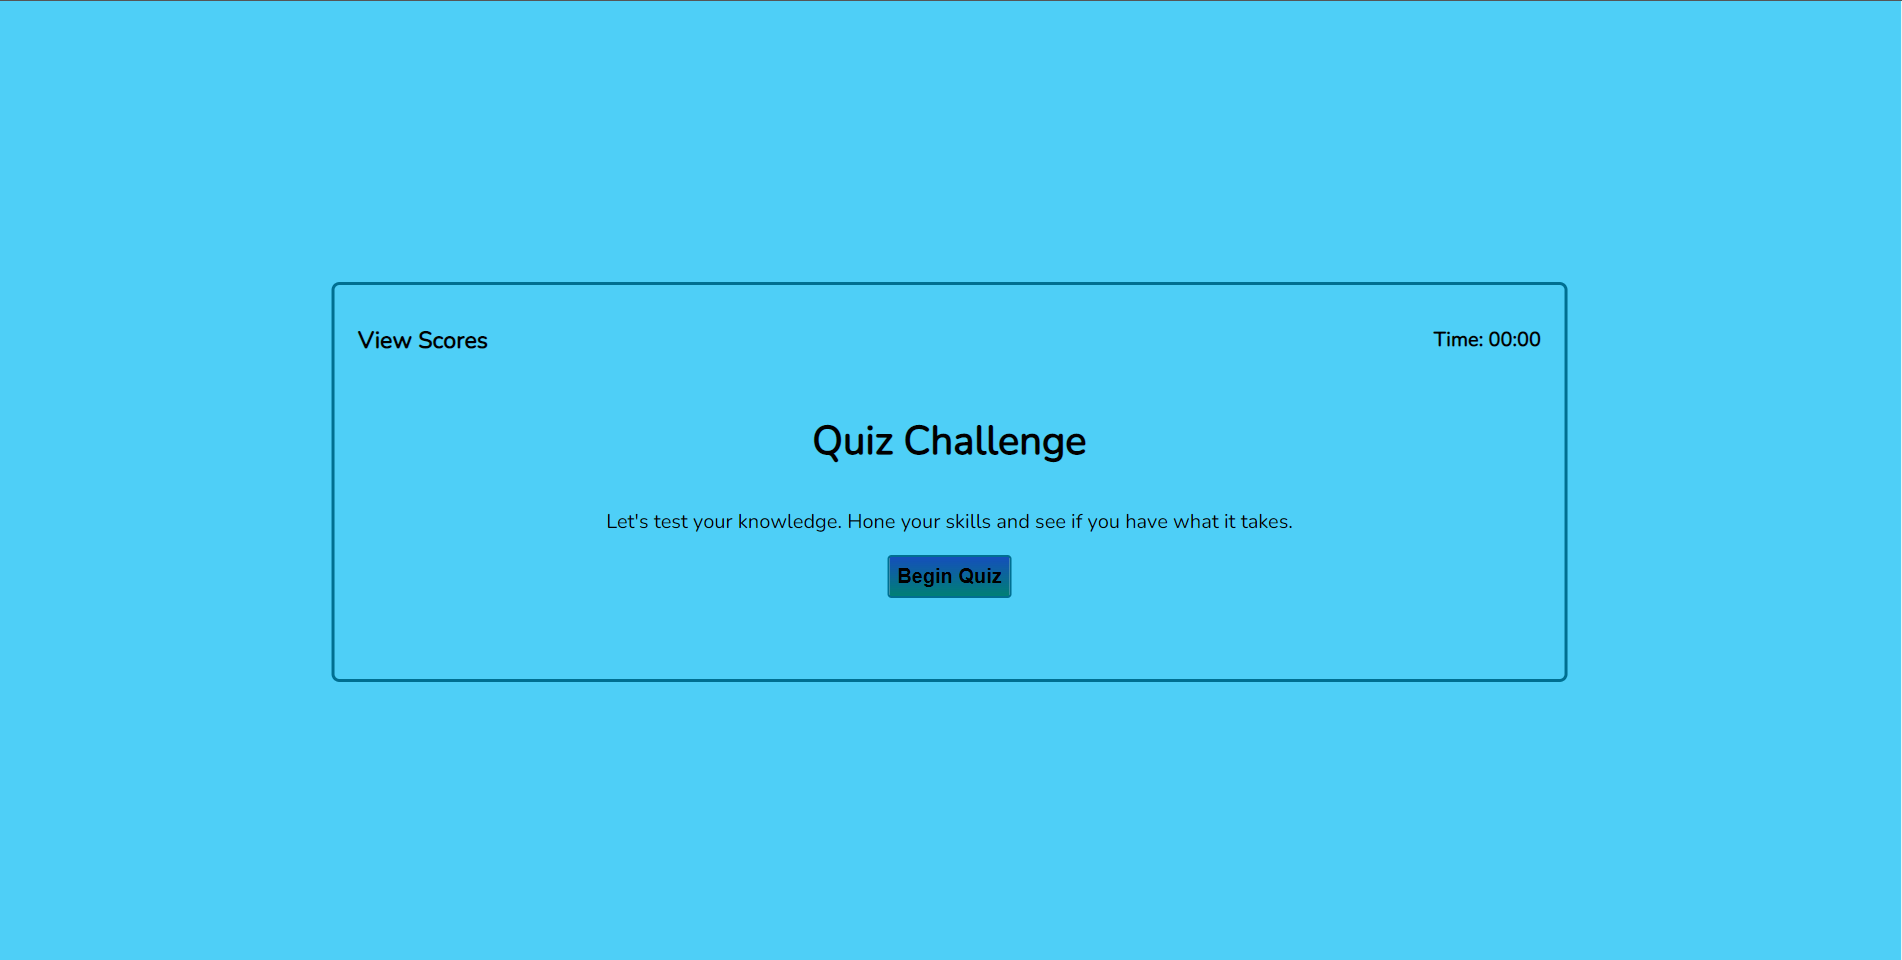 View Scores
Time: 00:00
Quiz Challenge
Let's test your knowledge. Hone your skills and see if you have what it takes.
Begin Quiz